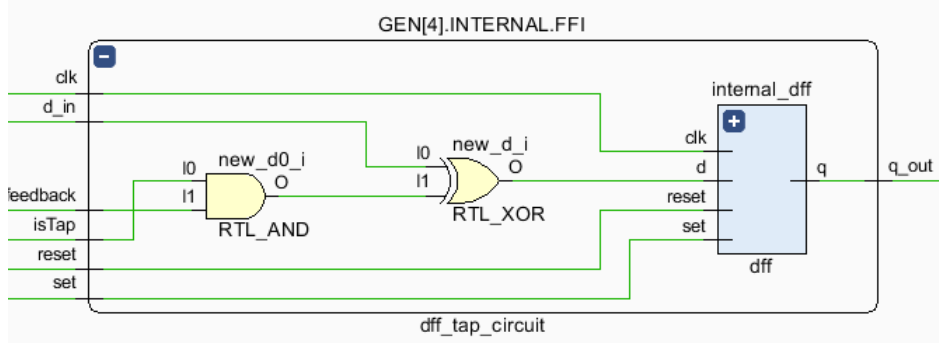 GEN[4].INTERNAL.FFI
clk
d_in
feedback
isTap
reset
set
new_d0_i
I0
I1
O
RTL_AND
new_d_i
I0
I1
O
RTL_XOR
internal_dff
clk
d
reset
set
q
dff
q_out
dff_tap_circuit